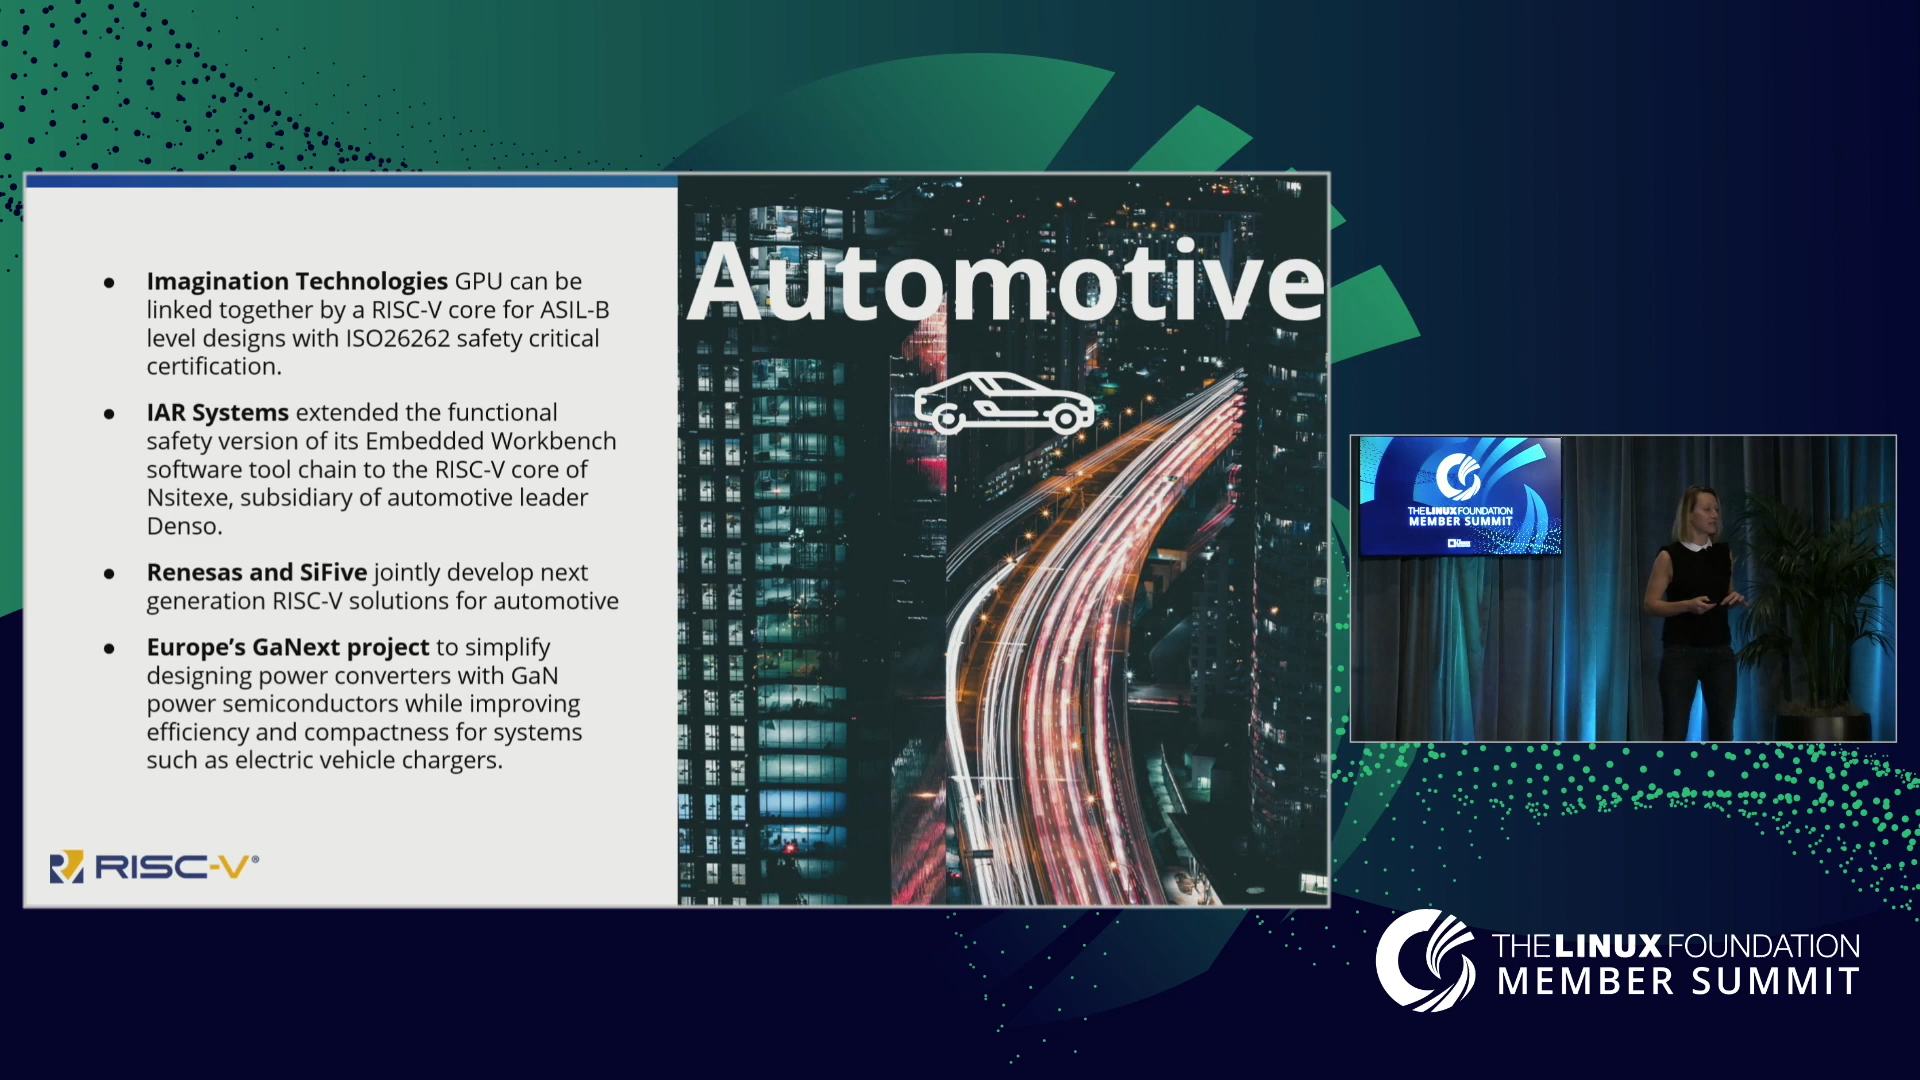 ● Imagination Technologies GPU can be
linked together by a RISC-V core for ASIL-B
level designs with ISO26262 safety critical
certification.
● IAR Systems extended the functional
safety version of its Embedded Workbench
software tool chain to the RISC-V core of
Nsitexe, subsidiary of automotive leader
Denso.
● Renesas and SiFive jointly develop next
generation RISC-V solutions for automotive
● Europe’s GaNext project to simplify
designing power converters with GaN
power semiconductors while improving
efficiency and compactness for systems
such as electric vehicle chargers.
RISC-V®
Automotive
THE LINUX FOUNDATION
MEMBER SUMMIT
THE LINUX FOUNDATION
MEMBER SUMMIT